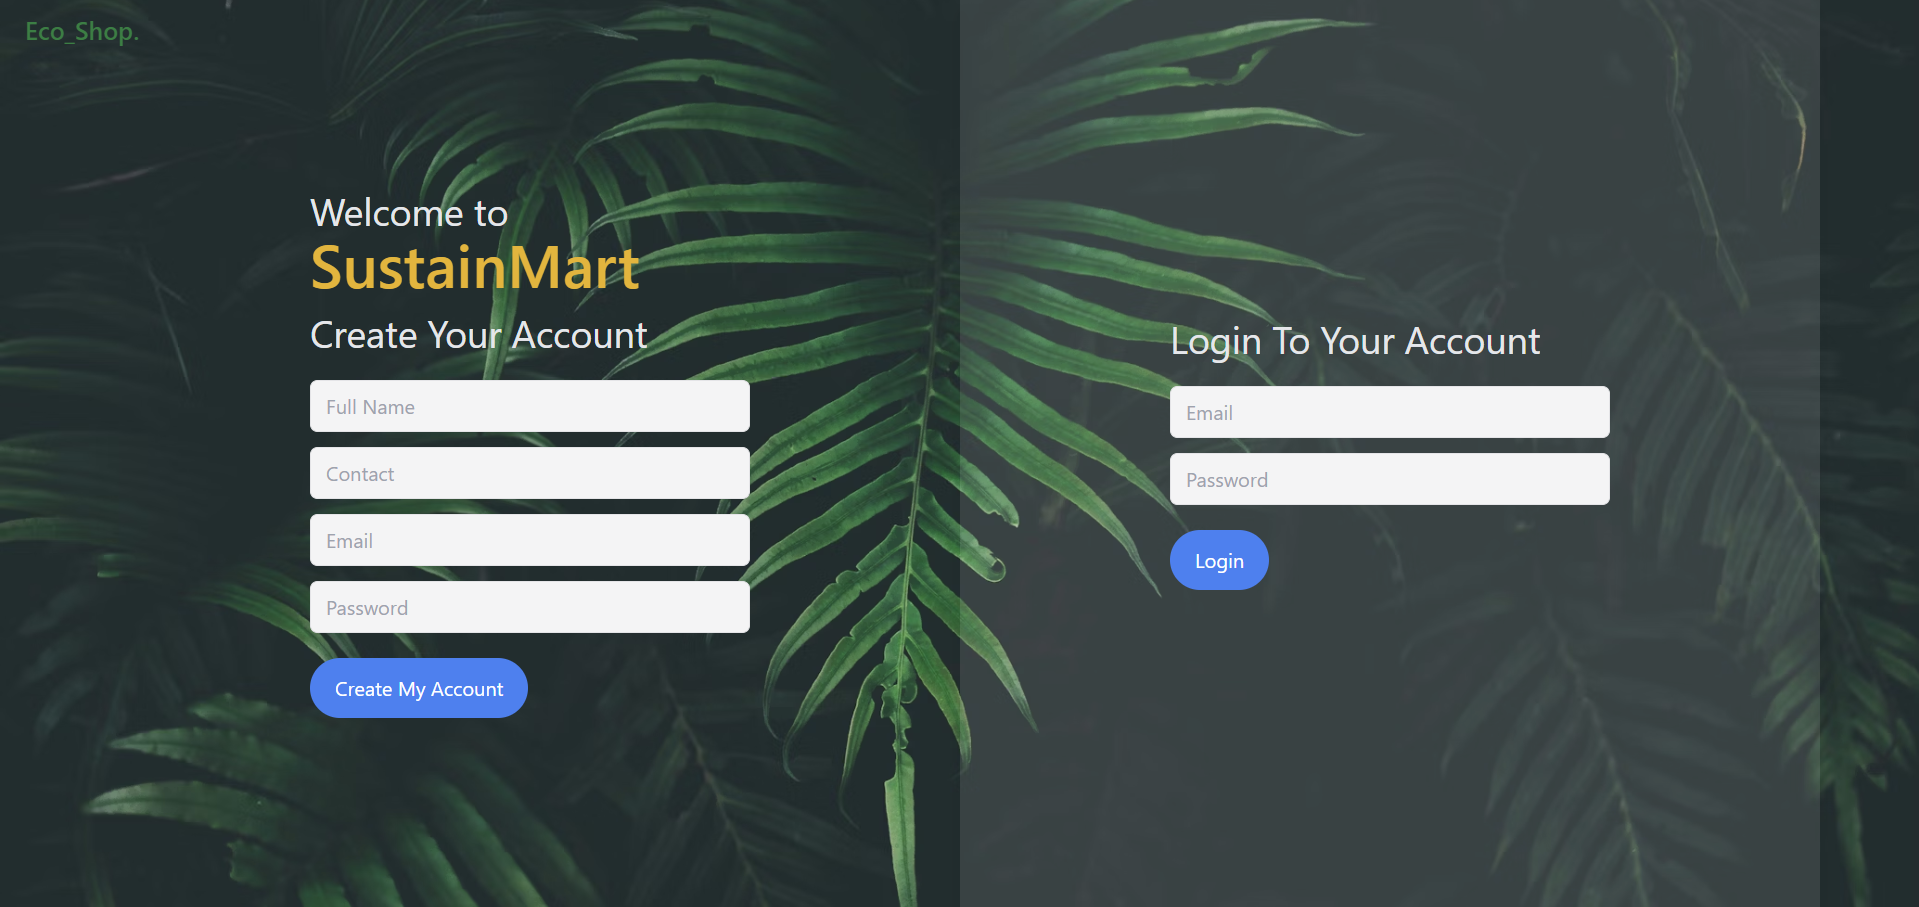 Eco_Shop.
Welcome to
SustainMart
Create Your Account
Full Name
Contact
Email
Password
Create My Account
Login To Your Account
Email
Password
Login